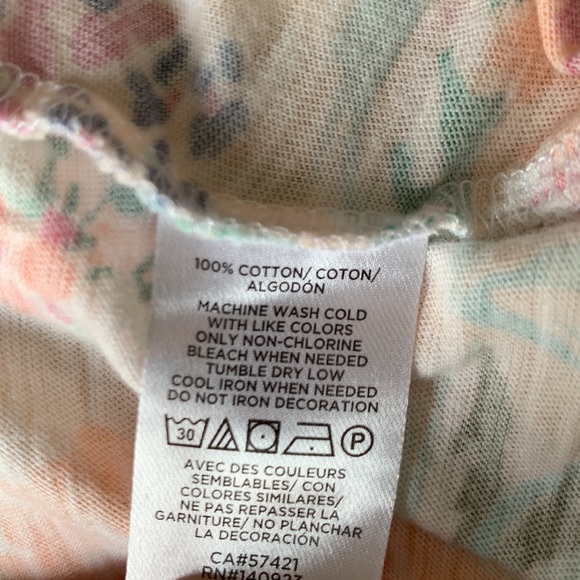 100% COTTON/ COTON/
ALGODÓN
MACHINE WASH COLD
WITH LIKE COLORS
ONLY NON-CHLORINE
BLEACH WHEN NEEDED
TUMBLE DRY LOW
COOL IRON WHEN NEEDED
DO NOT IRON DECORATION
30 P
AVEC DES COULEURS
SEMBLABLES/ CON
COLORES SIMILARES/
NE PAS REPASSER LA
GARNITURE/ NO PLANCHAR
LA DECORACIÓN
CA#57421
RN#140923